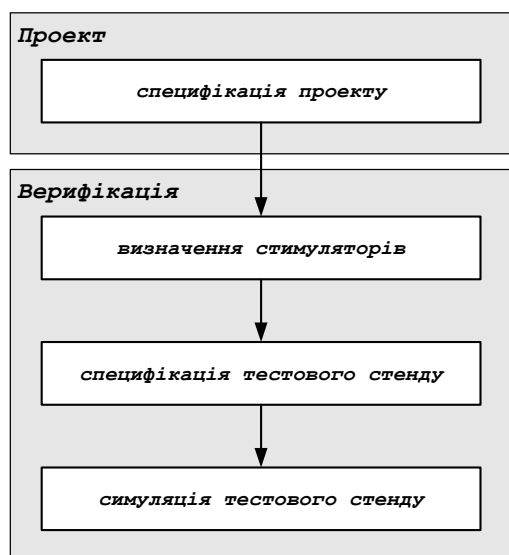 Проект
специфікація проекту
Верифікація
визначення стимуляторів
специфікація тестового стенду
симуляція тестового стенду